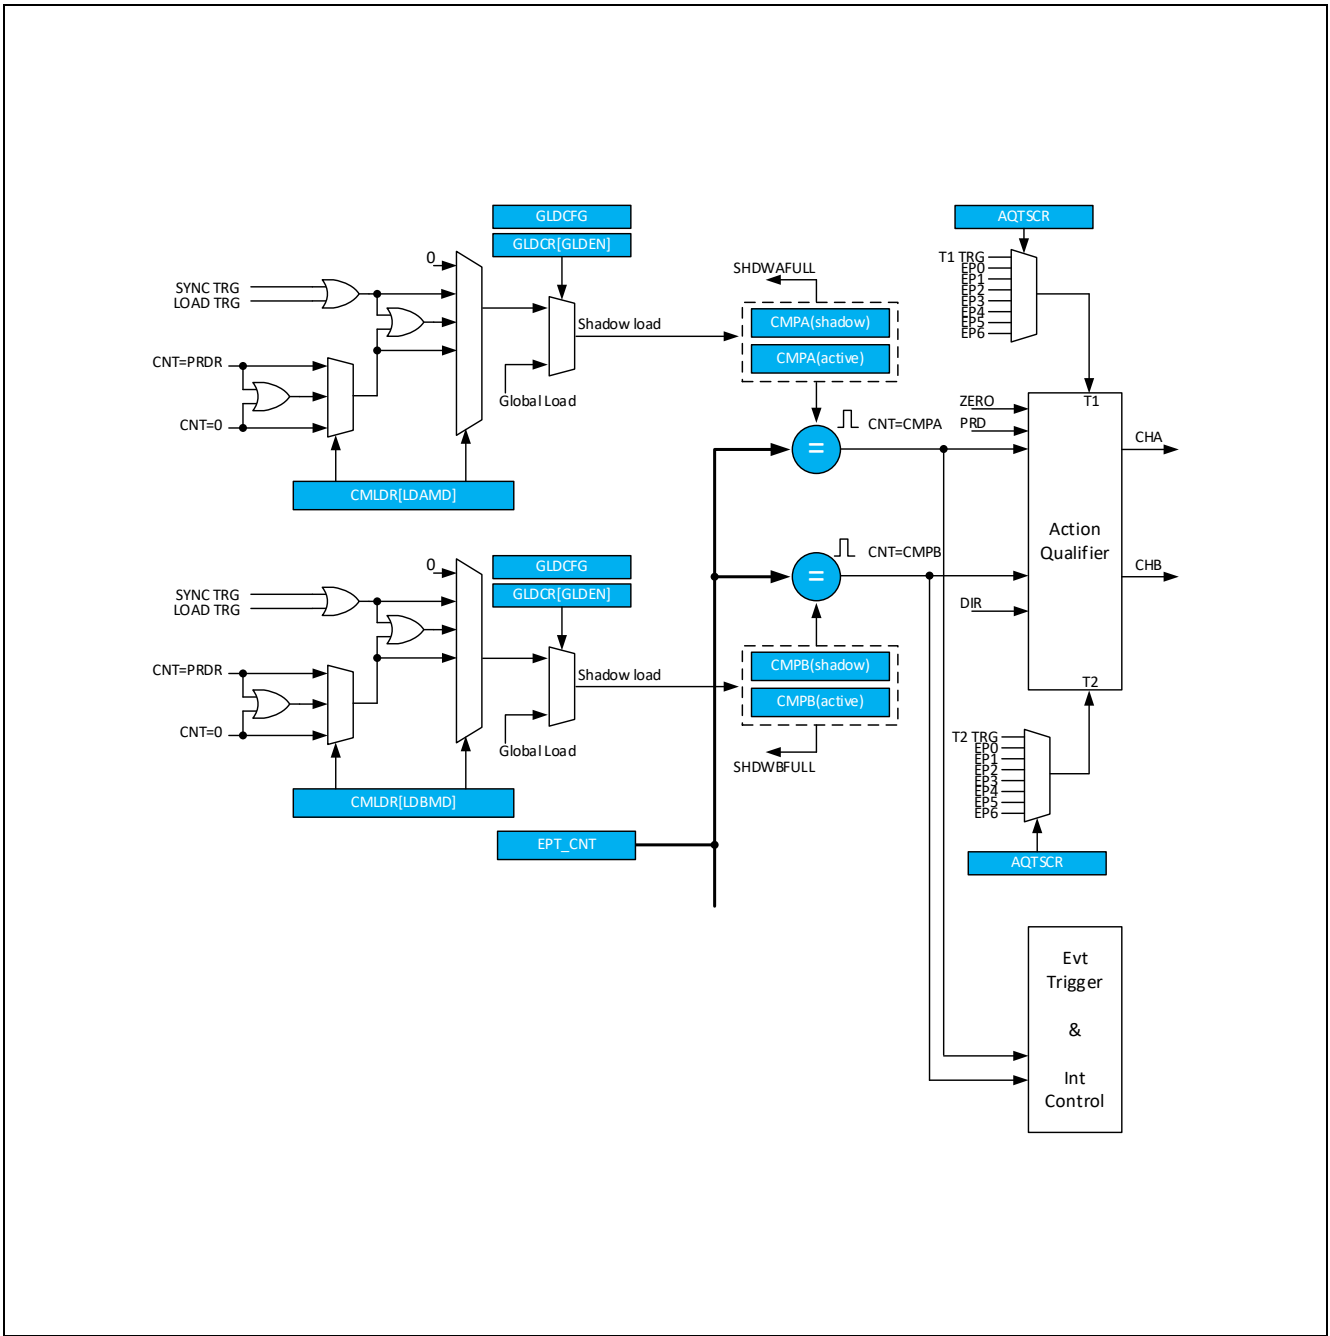 GLDCFG
GLDCR[GLDEN]
0
SYNC TRG
LOAD TRG
CNT=PRDR
CNT=0
Shadow load
Global Load
CMLDR[LDAMD]
SHDWAFULL
CMPA(shadow)
CMPA(active)
=
CNT=CMPA
AQTSCR
T1 TRG
EP0
EP1
EP2
EP3
EP4
EP5
EP6
ZERO
PRD
T1
CHA
Action
Qualifier
CHB
DIR
T2
GLDCFG
GLDCR[GLDEN]
0
SYNC TRG
LOAD TRG
CNT=PRDR
CNT=0
Shadow load
Global Load
CMLDR[LDBMD]
=
CNT=CMPB
CMPB(shadow)
CMPB(active)
SHDWBFULL
EPT_CNT
T2 TRG
EP0
EP1
EP2
EP3
EP4
EP5
EP6
AQTSCR
Evt
Trigger
&
Int
Control